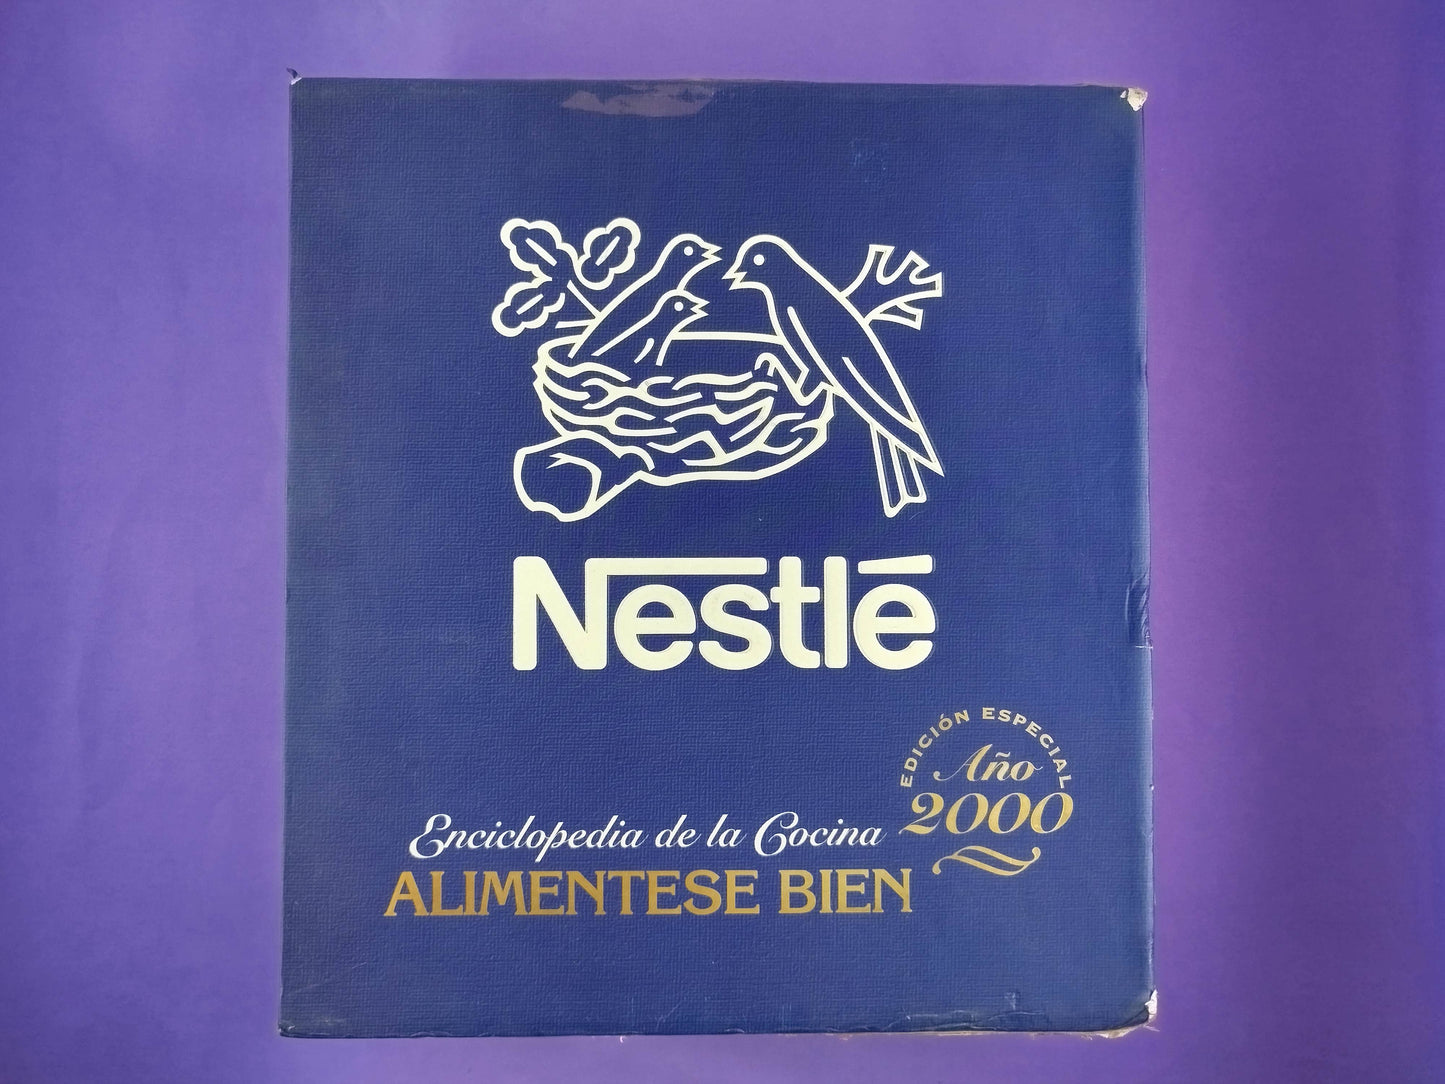 Nestlé
EDICIÓN ESPECIAL
Año
2000
Enciclopedia de la Cocina
ALIMENTESE BIEN